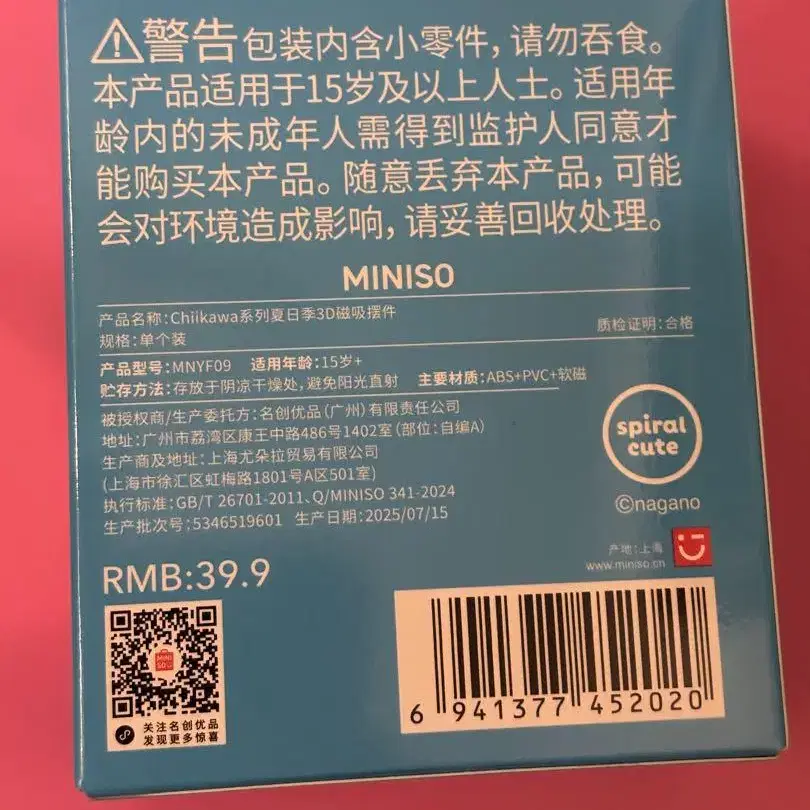 ⚠警告 包装内含小零件，请勿吞食。
本产品适用于15岁及以上人士。适用年
龄内的未成年人需得到监护人同意才
能购买本产品。随意丢弃本产品，可能
会对环境造成影响，请妥善回收处理。
MINISO
产品名称：Chiikawa系列夏日季3D磁吸摆件
规格：单个装
质检证明：合格
产品型号：MNYF09 适用年龄：15岁+
贮存方法：存放于阴凉干燥处，避免阳光直射 主要材质：ABS+PVC+软磁
被授权商/生产委托方：名创优品（广州）有限责任公司
地址：广州市荔湾区康王中路486号1402室（部位：自编A）
生产商及地址：上海尤朵拉贸易有限公司
（上海市徐汇区虹梅路1801号A区501室）
执行标准：GB/T 26701-2011、Q/MINISO 341-2024
生产批次号：5346519601 生产日期：2025/07/15
spiral
cute
©nagano
产地：上海
www.miniso.cn
RMB:39.9
MINI
SO
关注名创优品
发现更多惊喜
6 941377 452020